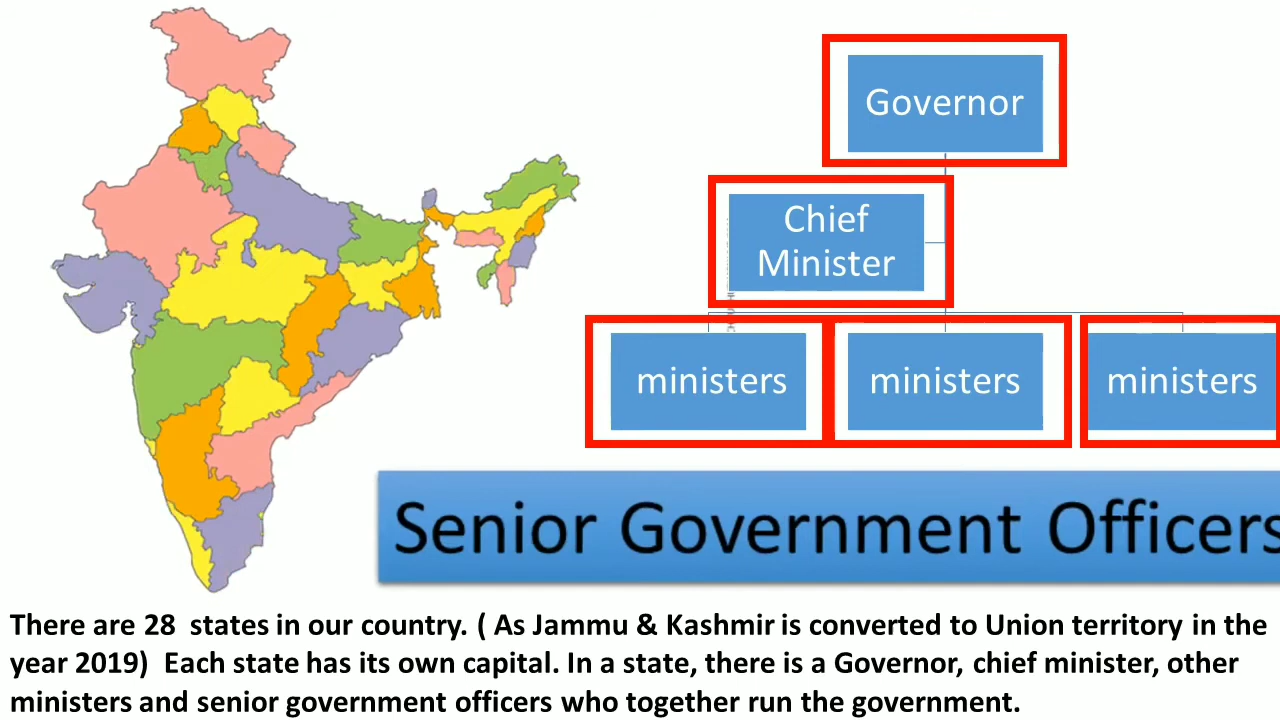 Governor
Chief
Minister
ministers ministers ministers
Senior Government Officers
There are 28  states in our country. ( As Jammu & Kashmir is converted to Union territory in the
year 2019)  Each state has its own capital. In a state, there is a Governor, chief minister, other
ministers and senior government officers who together run the government.